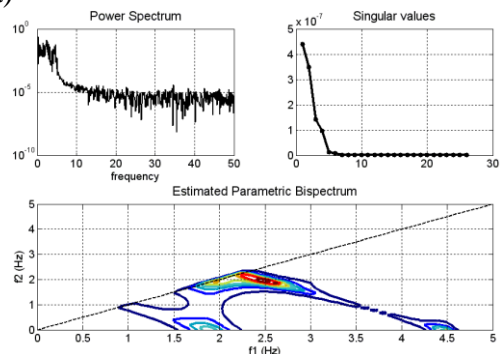 )
Power Spectrum
10^0
10^-5
10^-10
0 10 20 30 40 50
frequency
Singular values
5 x 10^-7
4
3
2
1
0
0 10 20 30
Estimated Parametric Bispectrum
5
4
3
2
1
0
f2 (Hz)
0 0.5 1 1.5 2 2.5 3 3.5 4 4.5 5
f1 (Hz)